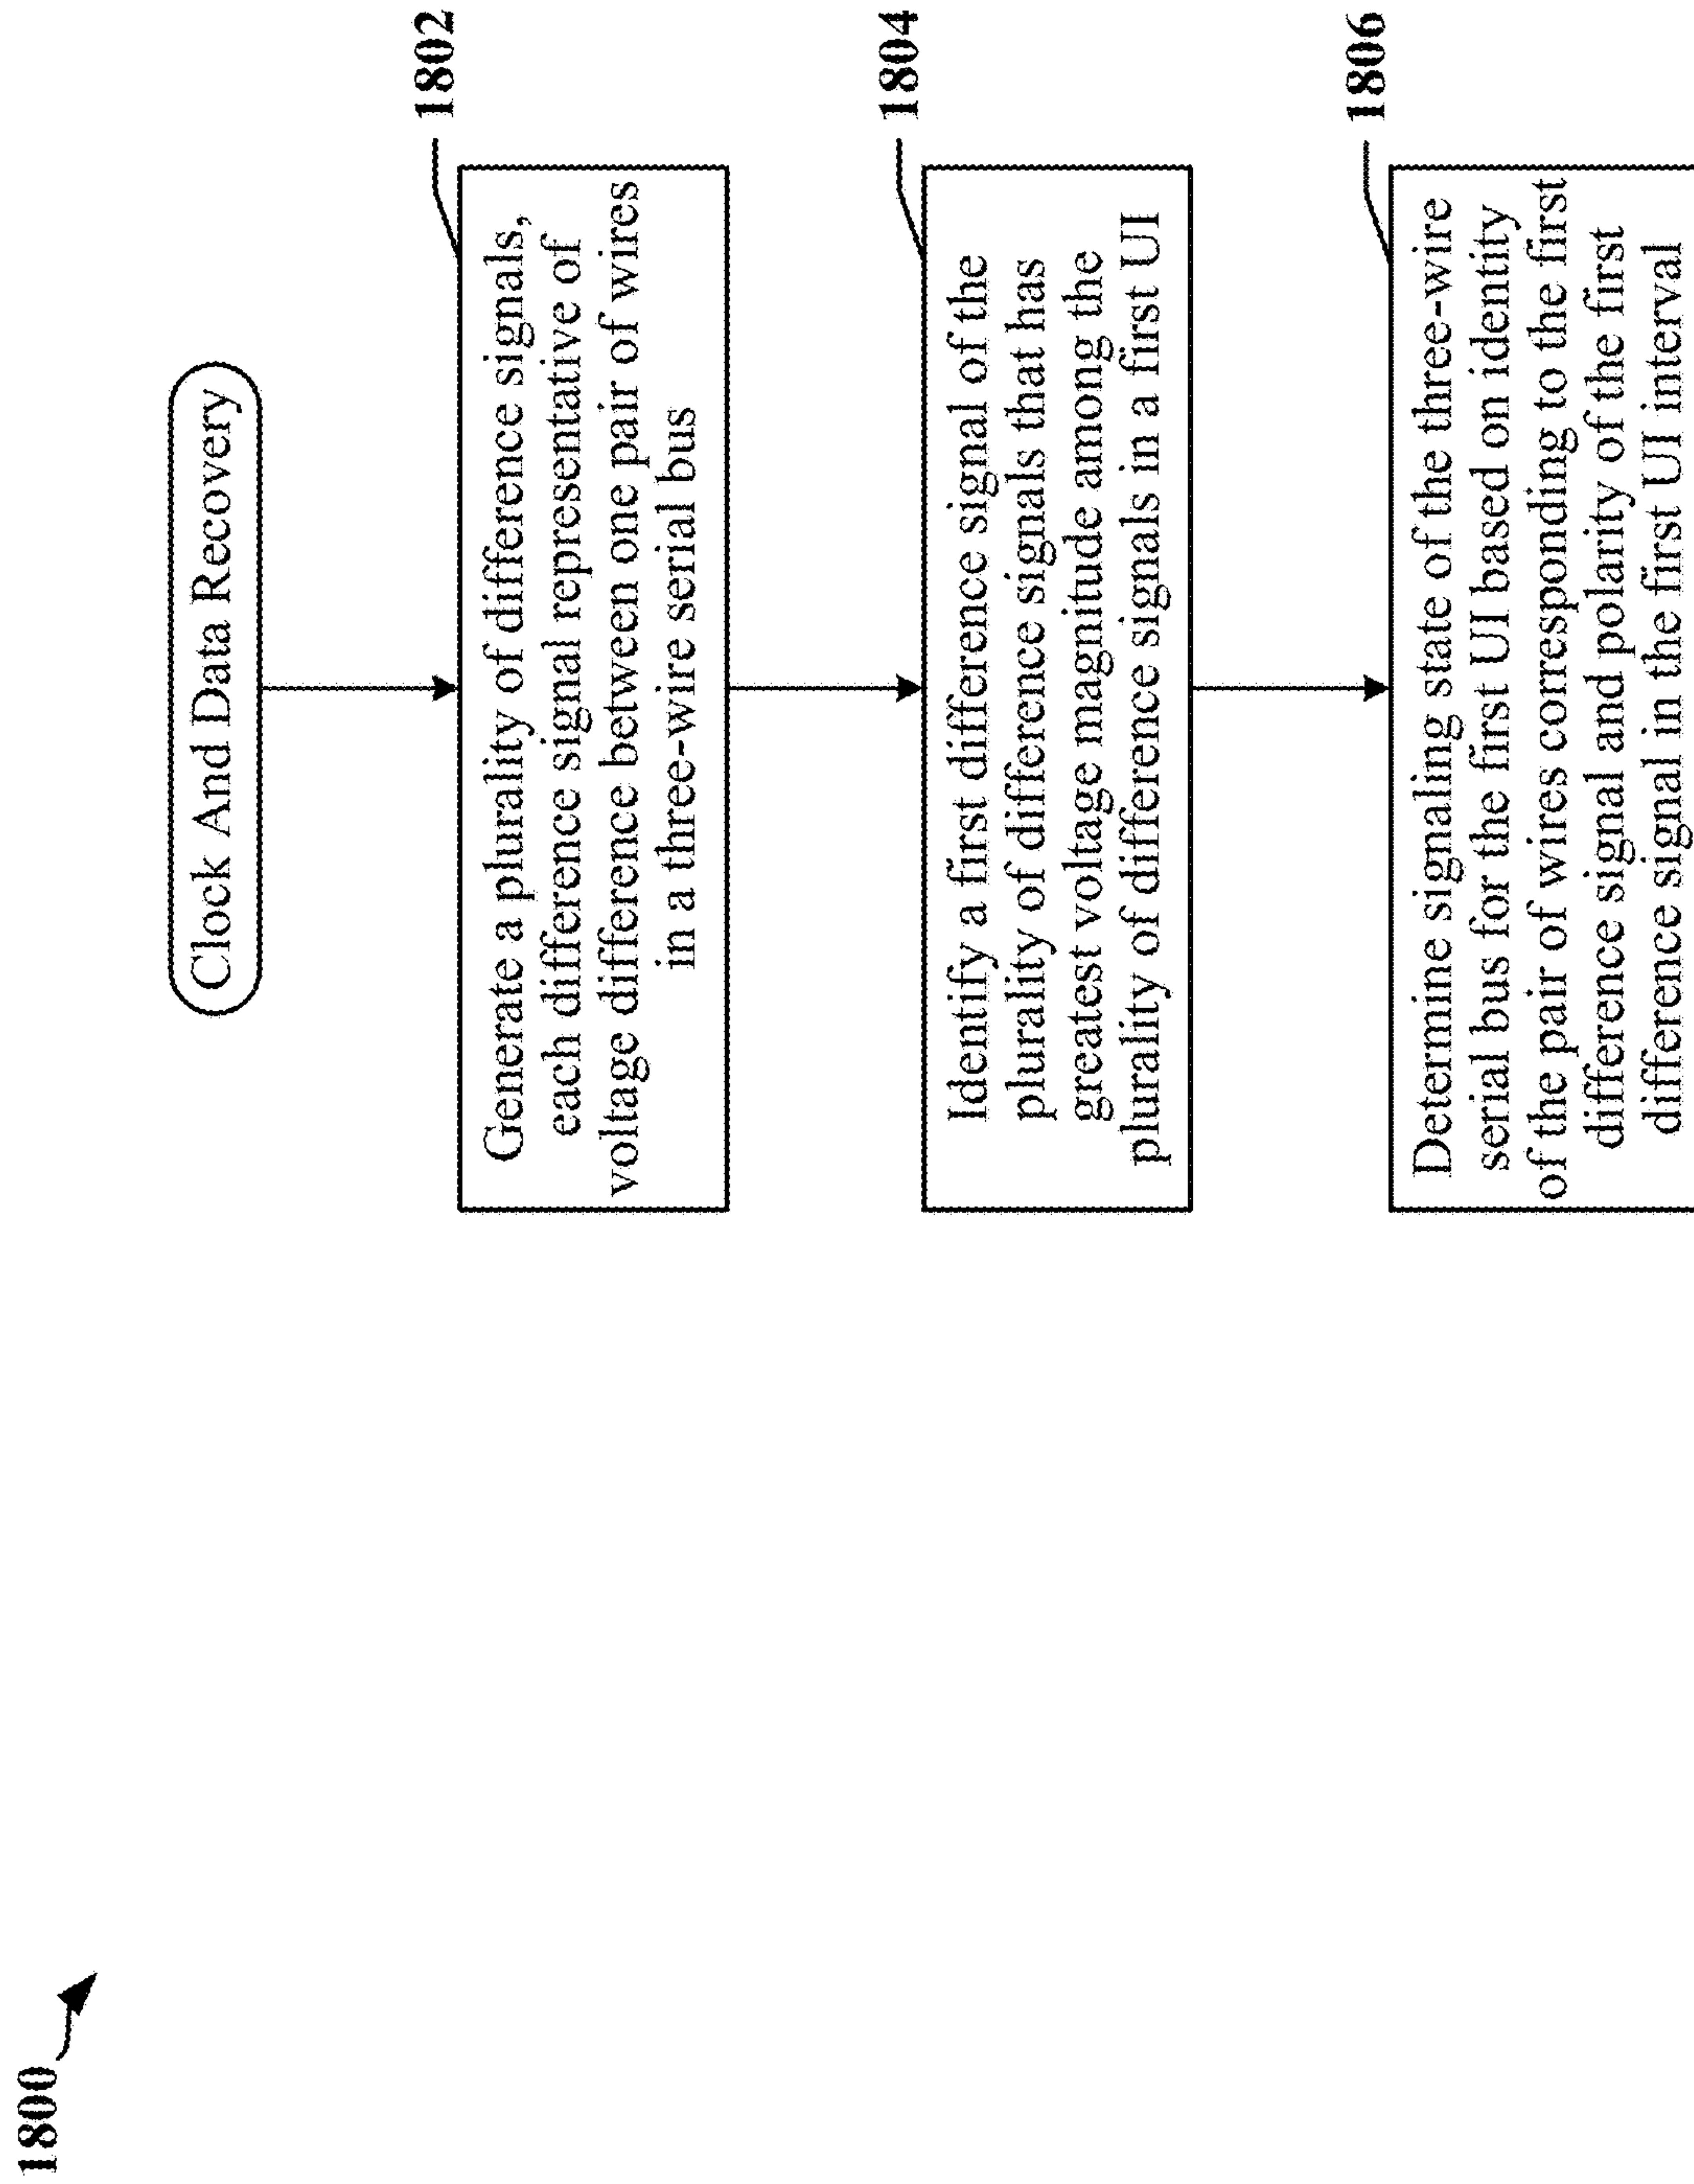 1800
Clock And Data Recovery
1802
Generate a plurality of difference signals,
each difference signal representative of
voltage difference between one pair of wires
in a three-wire serial bus
1804
Identify a first difference signal of the
plurality of difference signals that has
greatest voltage magnitude among the
plurality of difference signals in a first UI
1806
Determine signaling state of the three-wire
serial bus for the first UI based on identity
of the pair of wires corresponding to the first
difference signal and polarity of the first
difference signal in the first UI interval